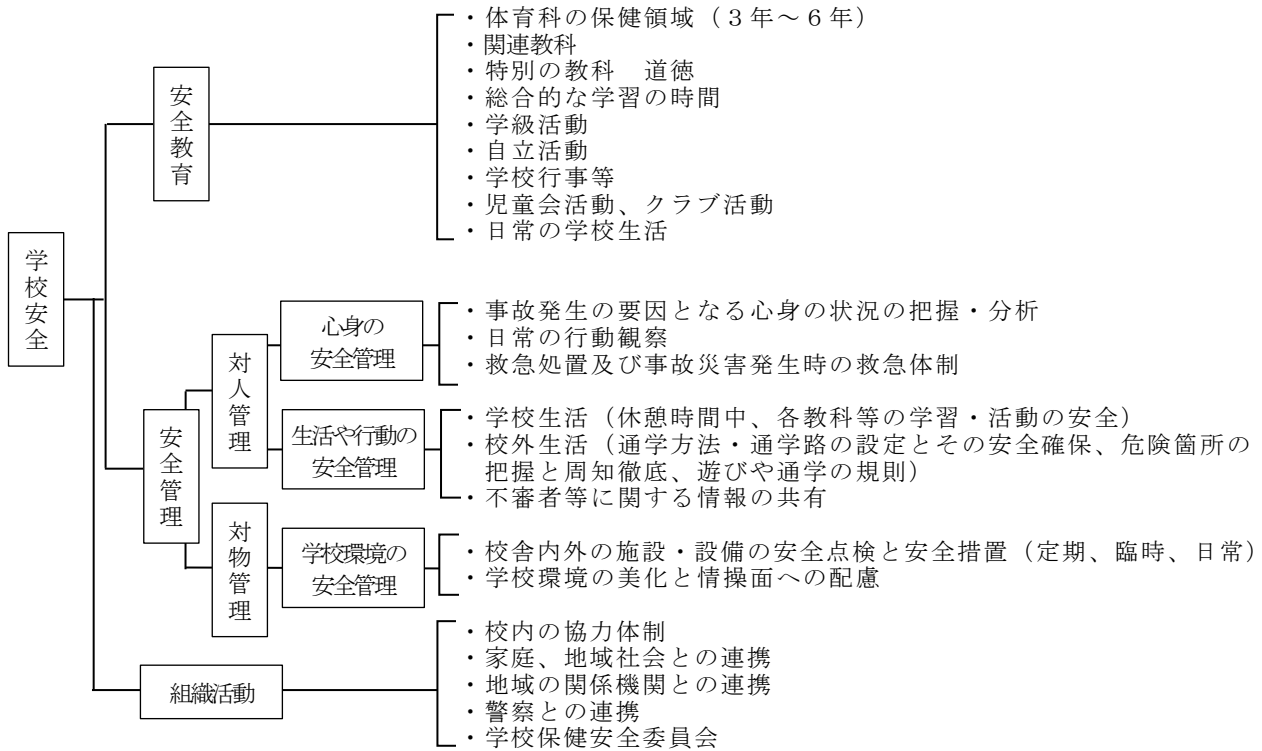 学校安全
安全教育
・体育科の保健領域（３年～６年）
・関連教科
・特別の教科　道徳
・総合的な学習の時間
・学級活動
・自立活動
・学校行事等
・児童会活動、クラブ活動
・日常の学校生活
安全管理
対人管理
心身の
安全管理
・事故発生の要因となる心身の状況の把握・分析
・日常の行動観察
・救急処置及び事故災害発生時の救急体制
生活や行動の
安全管理
・学校生活（休憩時間中、各教科等の学習・活動の安全）
・校外生活（通学方法・通学路の設定とその安全確保、危険箇所の
把握と周知徹底、遊びや通学の規則）
・不審者等に関する情報の共有
対物管理
学校環境の
安全管理
・校舎内外の施設・設備の安全点検と安全措置（定期、臨時、日常）
・学校環境の美化と情操面への配慮
組織活動
・校内の協力体制
・家庭、地域社会との連携
・地域の関係機関との連携
・警察との連携
・学校保健安全委員会